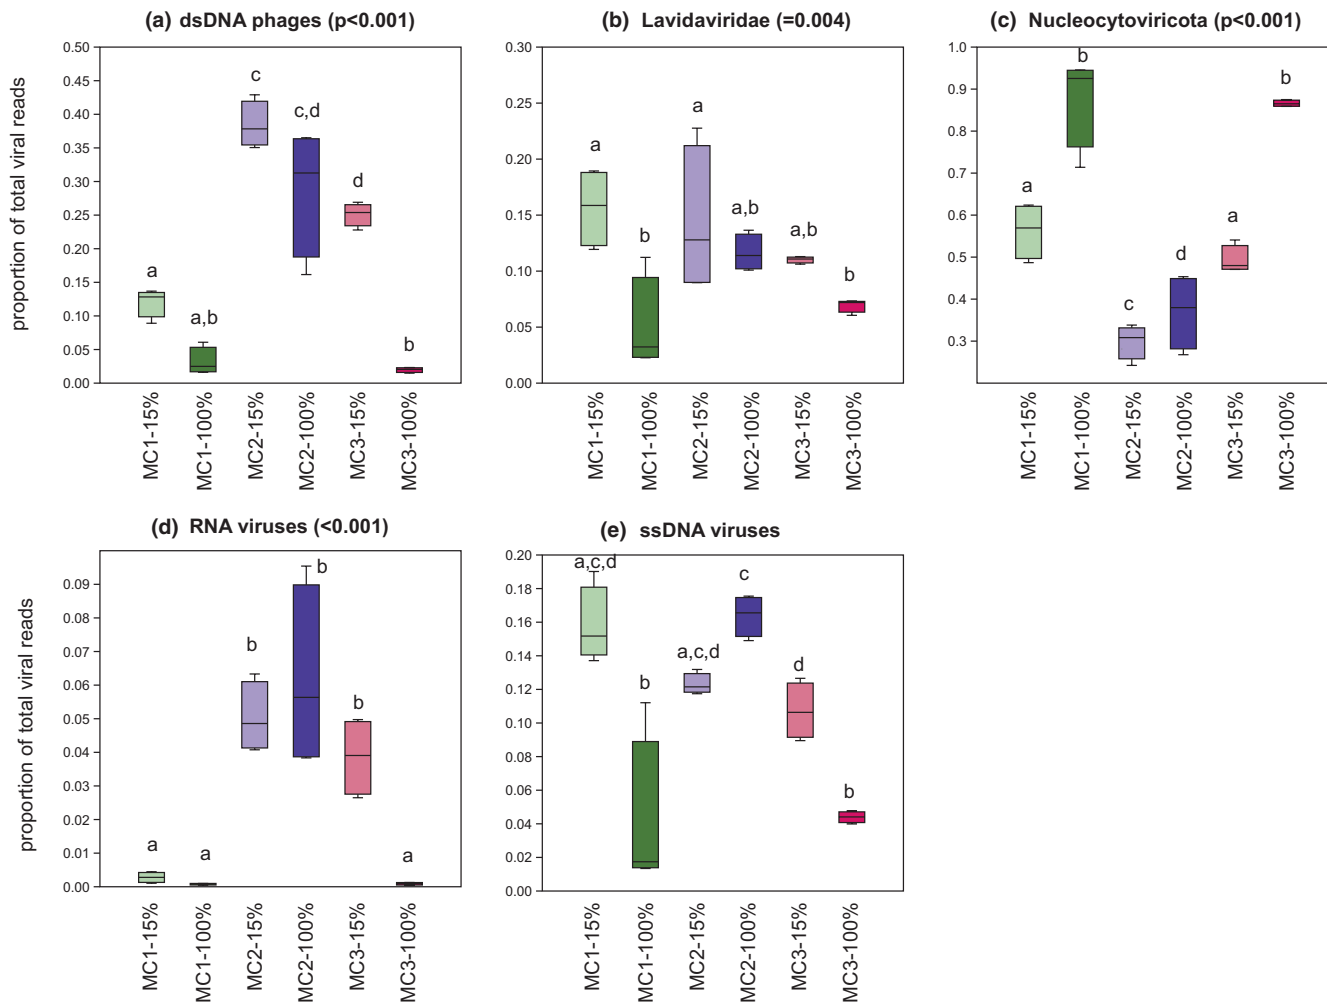 (a) dsDNA phages (p<0.001)
proportion of total viral reads
0.50
0.45
0.40
0.35
0.30
0.25
0.20
0.15
0.10
0.05
0.00
a
a,b
c
c,d
d
b
MC1-15%
MC1-100%
MC2-15%
MC2-100%
MC3-15%
MC3-100%
(b) Lavidaviridae (=0.004)
0.30
0.25
0.20
0.15
0.10
0.05
0.00
a
b
a
a,b
a,b
b
MC1-15%
MC1-100%
MC2-15%
MC2-100%
MC3-15%
MC3-100%
(c) Nucleocytoviricota (p<0.001)
1.0
0.9
0.8
0.7
0.6
0.5
0.4
0.3
a
b
c
d
a
b
MC1-15%
MC1-100%
MC2-15%
MC2-100%
MC3-15%
MC3-100%
(d) RNA viruses (<0.001)
proportion of total viral reads
0.09
0.08
0.07
0.06
0.05
0.04
0.03
0.02
0.01
0.00
a
a
b
b
b
a
MC1-15%
MC1-100%
MC2-15%
MC2-100%
MC3-15%
MC3-100%
(e) ssDNA viruses
0.20
0.18
0.16
0.14
0.12
0.10
0.08
0.06
0.04
0.02
0.00
a,c,d
b
a,c,d
c
d
b
MC1-15%
MC1-100%
MC2-15%
MC2-100%
MC3-15%
MC3-100%